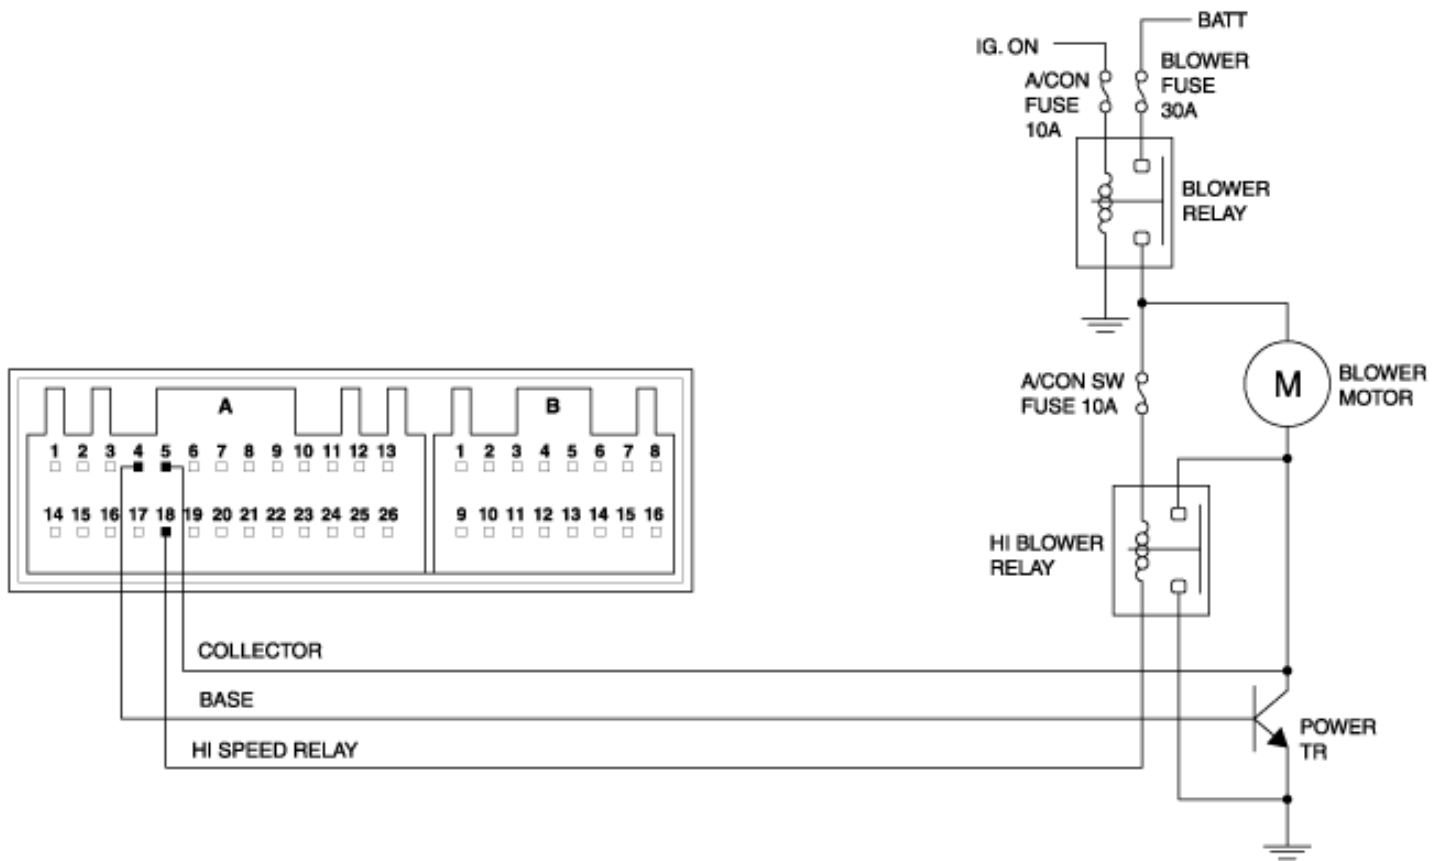 BATT
IG. ON
BLOWER
FUSE
30A
A/CON
FUSE
10A
BLOWER
RELAY
A/CON SW
FUSE 10A
M
BLOWER
MOTOR
A
B
1 2 3 4 5 6 7 8 9 10 11 12 13
1 2 3 4 5 6 7 8
14 15 16 17 18 19 20 21 22 23 24 25 26
9 10 11 12 13 14 15 16
HI BLOWER
RELAY
COLLECTOR
BASE
HI SPEED RELAY
POWER
TR